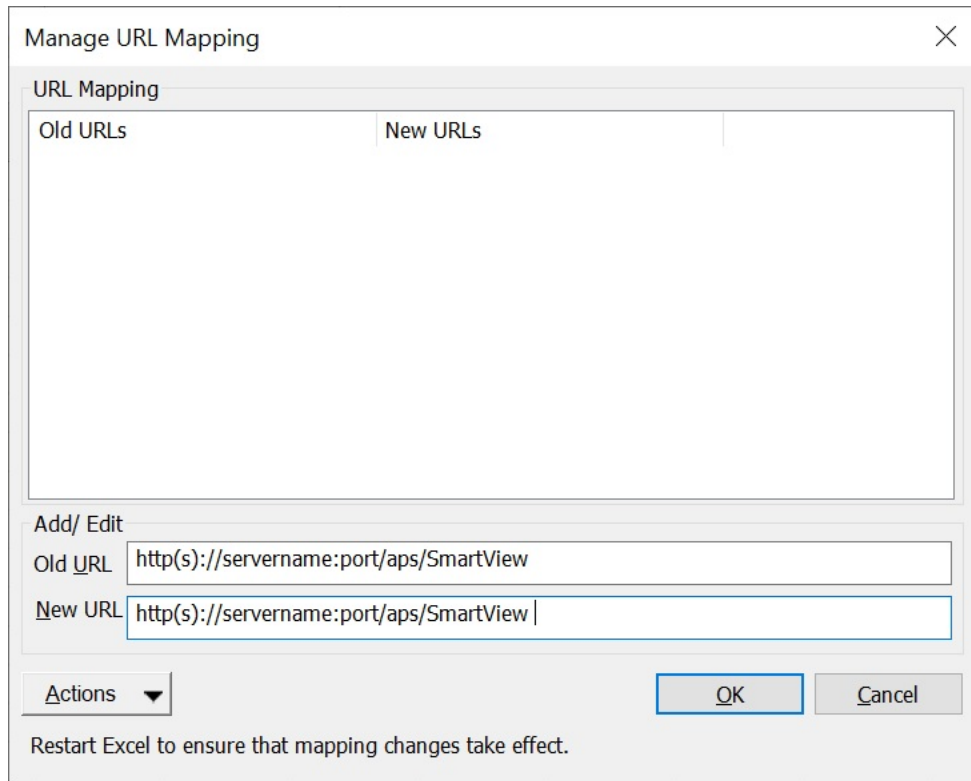 Manage URL Mapping
URL Mapping
Old URLs New URLs
Add/ Edit
Old URL http(s)://servername:port/aps/SmartView
New URL http(s)://servername:port/aps/SmartView
Actions OK Cancel
Restart Excel to ensure that mapping changes take effect.